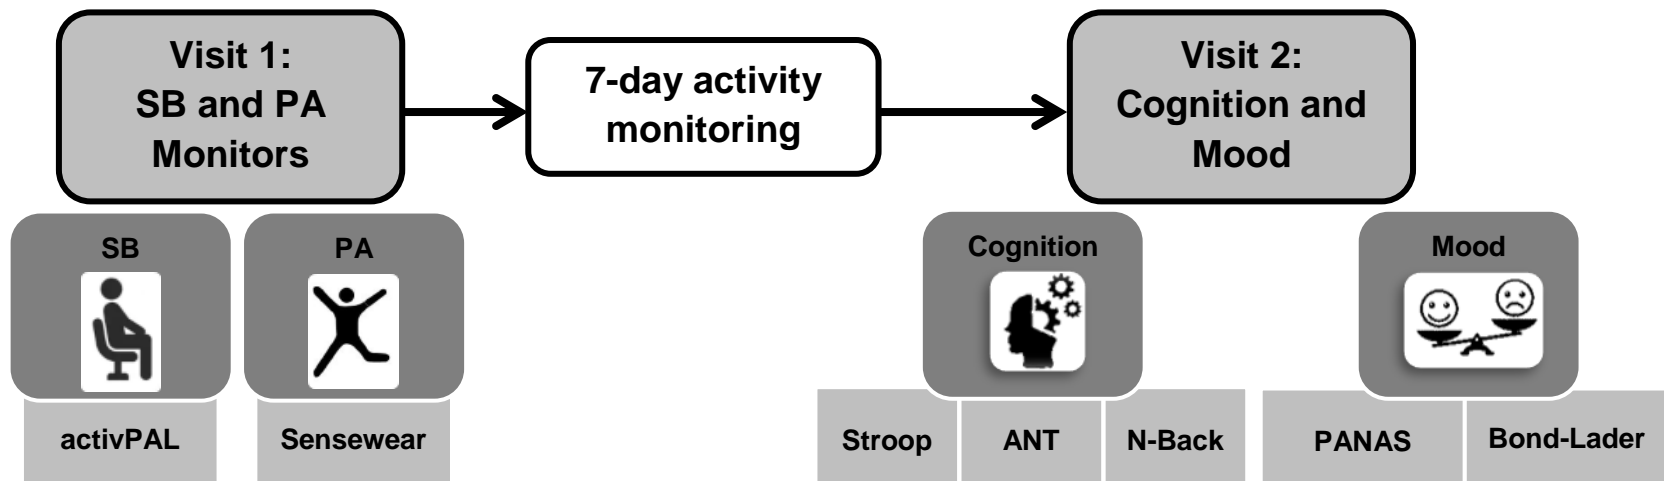 Visit 1:
SB and PA
Monitors
7-day activity
monitoring
Visit 2:
Cognition and
Mood
SB
PA
Cognition
Mood
activPAL
Sensewear
Stroop
ANT
N-Back
PANAS
Bond-Lader